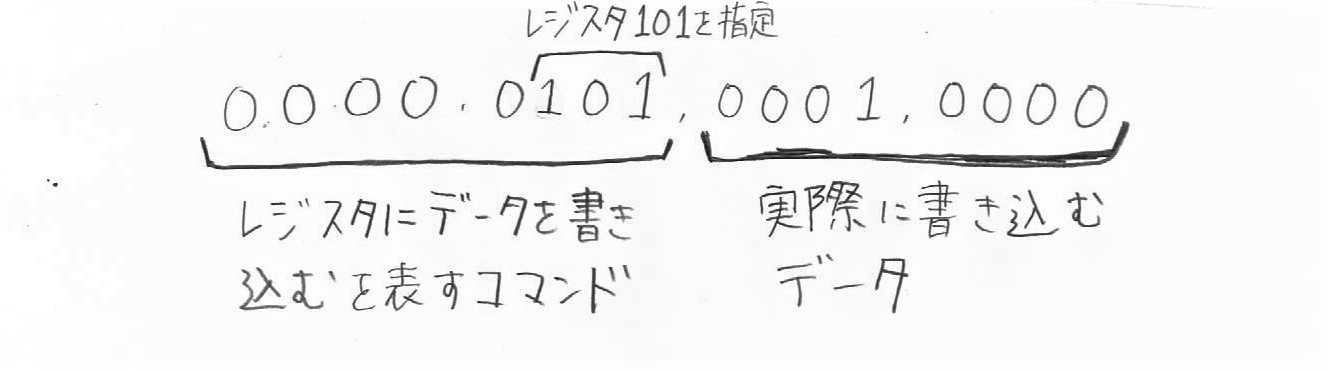 レジスタ101を指定
0.000.0101,0001,0000
レジスタにデータを書き
込むを表すコマンド
実際に書き込む
データ